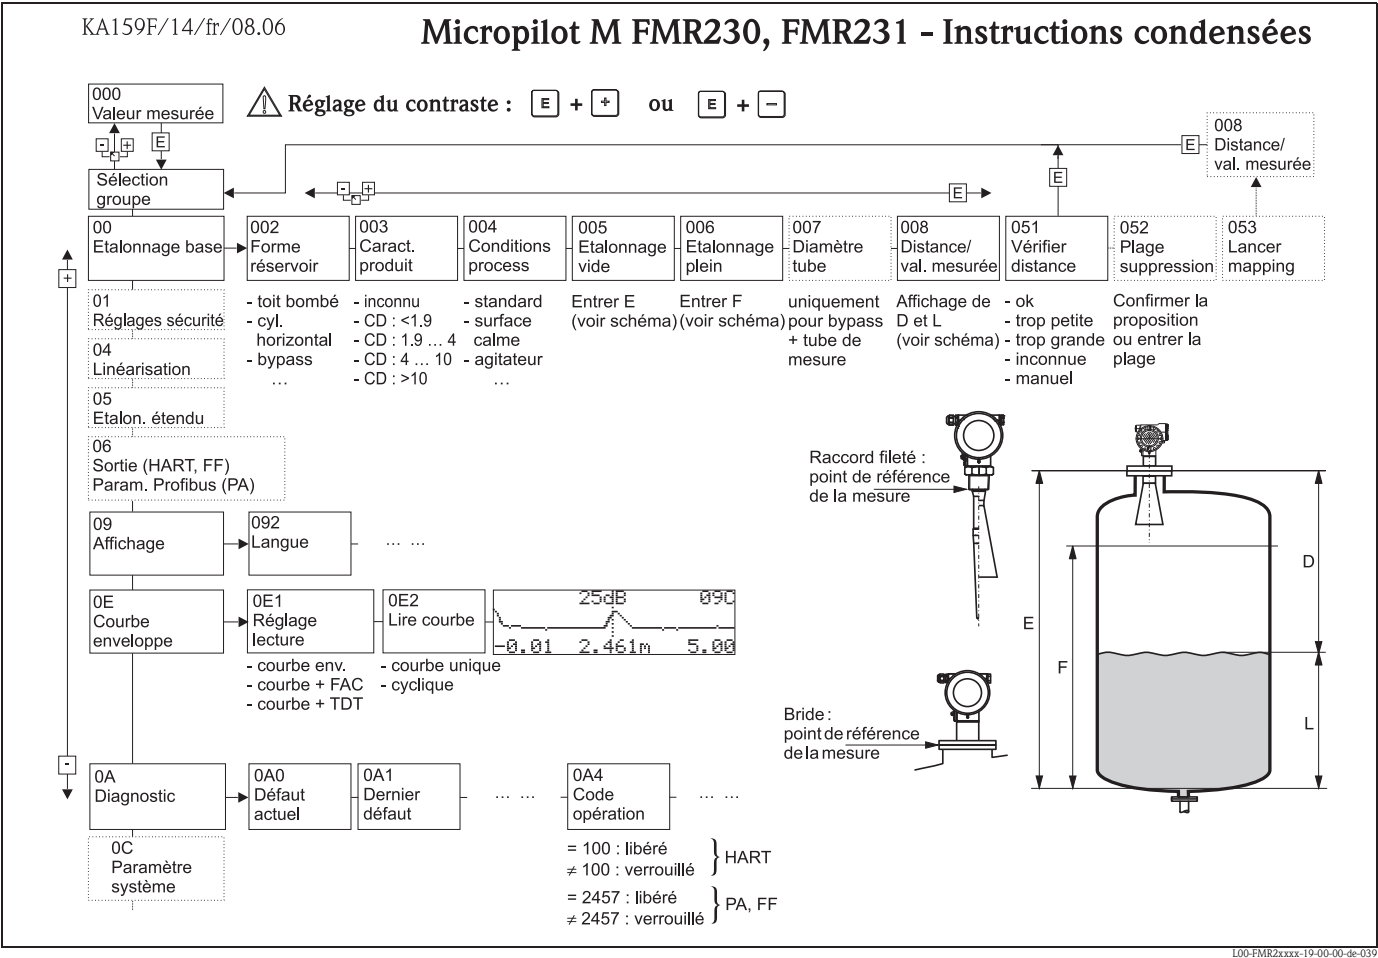 KA159F/14/fr/08.06
Micropilot M FMR230, FMR231 - Instructions condensées
000
Valeur mesurée
Réglage du contraste : E + + ou E + -
- +
E
Sélection
groupe
- +
E
E
E
008
Distance/
val. mesurée
00
Etalonnage base
002
Forme
réservoir
003
Caract.
produit
004
Conditions
process
005
Etalonnage
vide
006
Etalonnage
plein
007
Diamètre
tube
008
Distance/
val. mesurée
051
Vérifier
distance
052
Plage
suppression
053
Lancer
mapping
- toit bombé
- cyl.
horizontal
- bypass
…
- inconnu
- CD : <1.9
- CD : 1.9 … 4
- CD : 4 … 10
- CD : >10
- standard
- surface
calme
- agitateur
…
Entrer E
(voir schéma)
Entrer F
(voir schéma)
uniquement
pour bypass
+ tube de
mesure
Affichage de
D et L
(voir schéma)
- ok
- trop petite
- trop grande
- inconnue
- manuel
Confirmer la
proposition
ou entrer la
plage
+
01
Réglages sécurité
04
Linéarisation
05
Etalon. étendu
06
Sortie (HART, FF)
Param. Profibus (PA)
09
Affichage
092
Langue
… …
0E
Courbe
enveloppe
0E1
Réglage
lecture
0E2
Lire courbe
25dB 09C
-0.01 2.461m 5.00
- courbe env.
- courbe + FAC
- courbe + TDT
- courbe unique
- cyclique
-
0A
Diagnostic
0A0
Défaut
actuel
0A1
Dernier
défaut
… …
0A4
Code
opération
… …
= 100 : libéré
≠ 100 : verrouillé
HART
= 2457 : libéré
≠ 2457 : verrouillé
PA, FF
0C
Paramètre
système
Raccord fileté :
point de référence
de la mesure
Bride :
point de référence
de la mesure
E
F
D
L
L00-FMR2xxxx-19-00-00-de-039